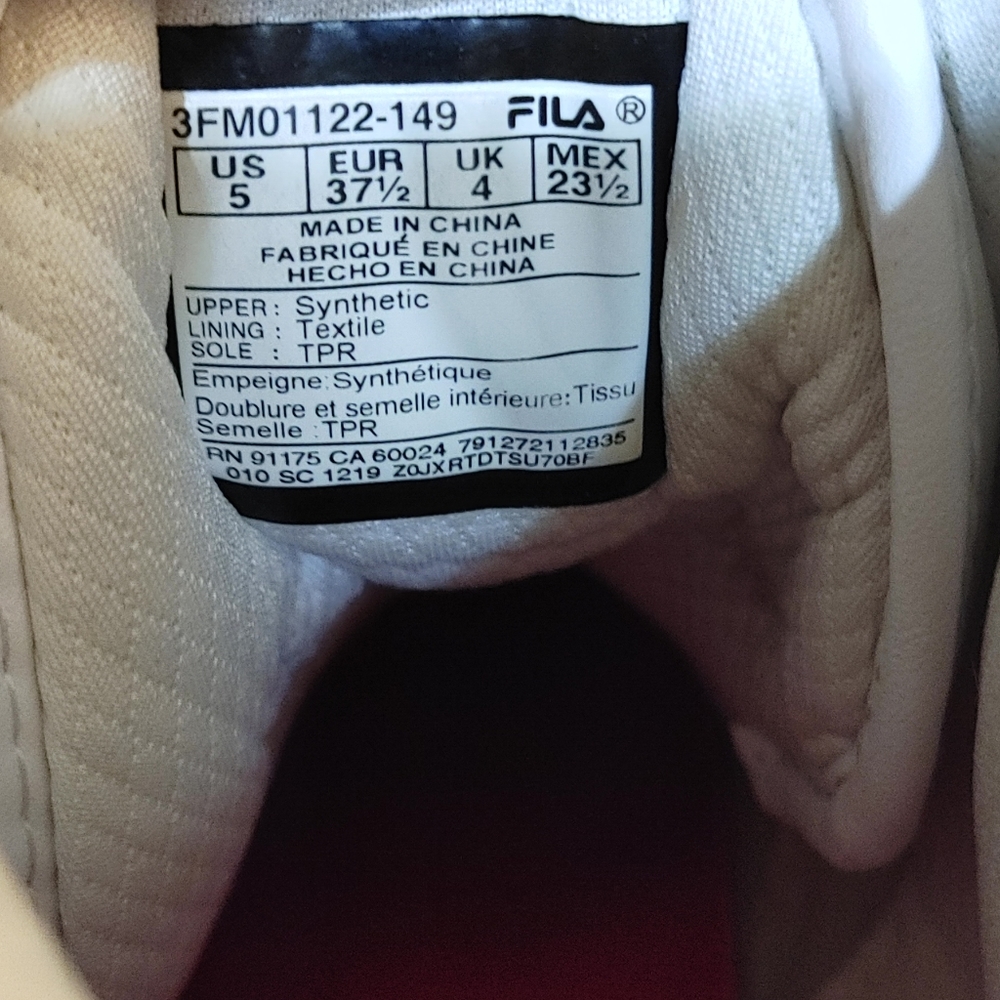 3FM01122-149 FILA ®
US EUR UK MEX
5 37½ 4 23½
MADE IN CHINA
FABRIQUÉ EN CHINE
HECHO EN CHINA
UPPER : Synthetic
LINING : Textile
SOLE : TPR
Empeigne:Synthétique
Doublure et semelle intérieure:Tissu
Semelle :TPR
RN 91175 CA 60024 791272112835
010 SC 1219 Z0JXRTDTSU70BF